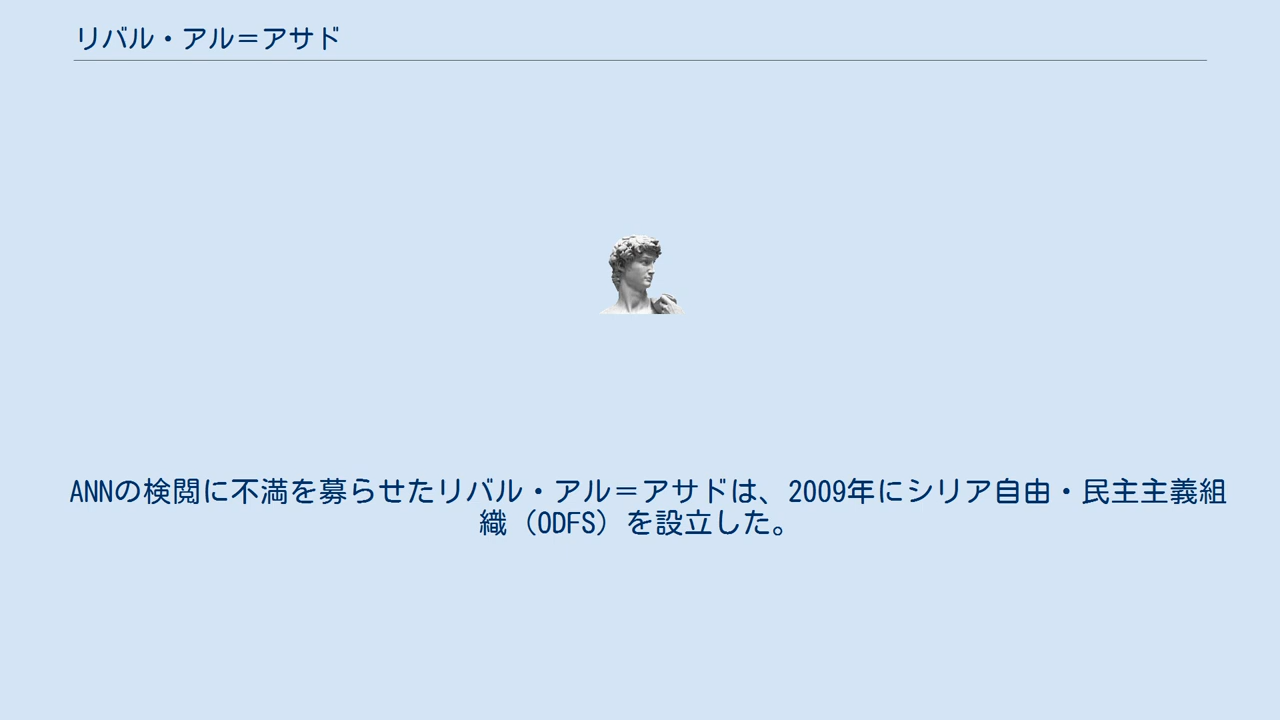 リバル・アル＝アサド
ANNの検閲に不満を募らせたリバル・アル＝アサドは、2009年にシリア自由・民主主義組
織（ODFS）を設立した。